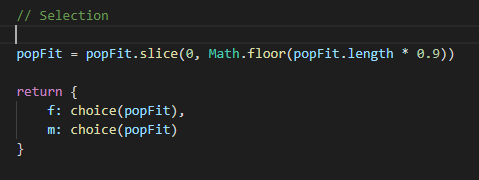 // Selection
popFit = popFit.slice(0, Math.floor(popFit.length * 0.9))
return {
    f: choice(popFit),
    m: choice(popFit)
}